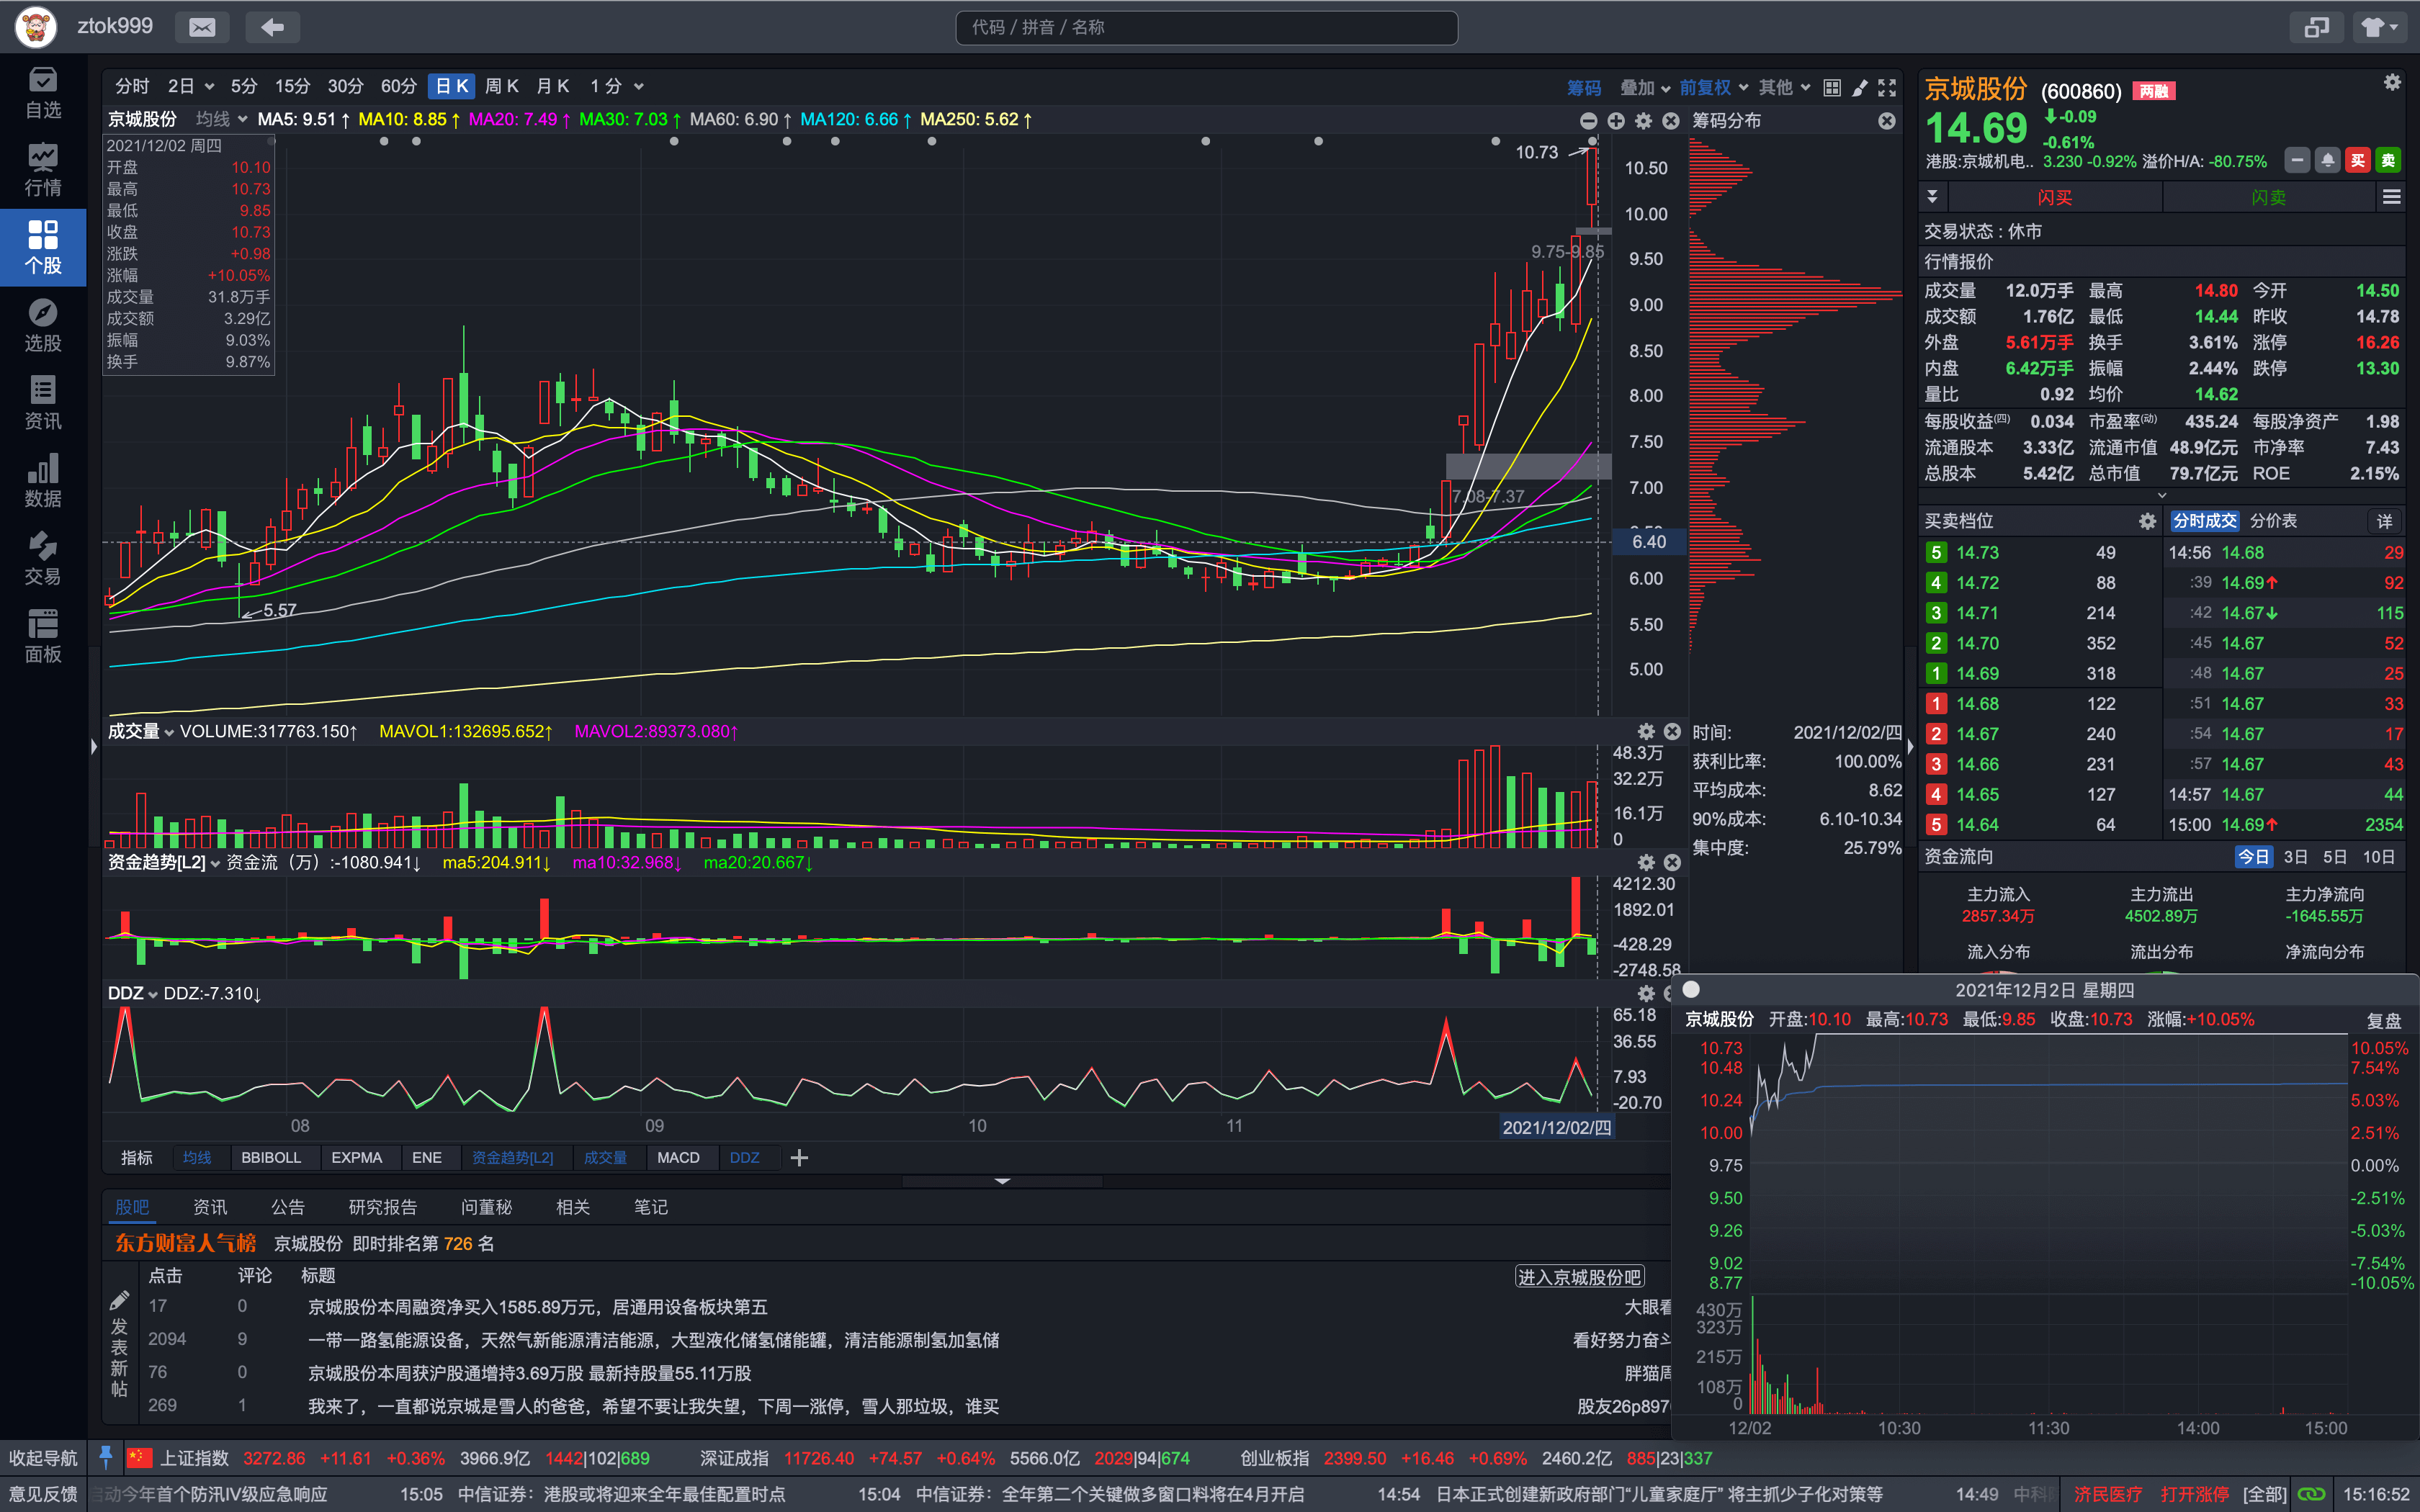 ztok999
代码 / 拼音 / 名称
自选
行情
个股
选股
资讯
数据
交易
面板
分时 2日 5分 15分 30分 60分 日K 周K 月K 1分
筹码 叠加 前复权 其他
京城股份 均线 MA5: 9.51↑ MA10: 8.85↑ MA20: 7.49↑ MA30: 7.03↑ MA60: 6.90↑ MA120: 6.66↑ MA250: 5.62↑
筹码分布
2021/12/02 周四
开盘 10.10
最高 10.73
最低 9.85
收盘 10.73
涨跌 +0.98
涨幅 +10.05%
成交量 31.8万手
成交额 3.29亿
振幅 9.03%
换手 9.87%
10.73
9.75-9.85
7.08-7.37
5.57
10.50
10.00
9.50
9.00
8.50
8.00
7.50
7.00
6.40
6.00
5.50
5.00
成交量 VOLUME:317763.150↑ MAVOL1:132695.652↑ MAVOL2:89373.080↑
48.3万
32.2万
16.1万
0
时间: 2021/12/02/四
获利比率: 100.00%
平均成本: 8.62
90%成本: 6.10-10.34
集中度: 25.79%
资金趋势[L2] 资金流（万）:-1080.941↓ ma5:204.911↓ ma10:32.968↓ ma20:20.667↓
4212.30
1892.01
-428.29
-2748.58
DDZ DDZ:-7.310↓
65.18
36.55
7.93
-20.70
08 09 10 11 2021/12/02/四
指标 均线 BBIBOLL EXPMA ENE 资金趋势[L2] 成交量 MACD DDZ
股吧 资讯 公告 研究报告 问董秘 相关 笔记
东方财富人气榜 京城股份 即时排名第 726 名
点击 评论 标题
进入京城股份吧
发表新帖
17 0 京城股份本周融资净买入1585.89万元，居通用设备板块第五 大眼看
2094 9 一带一路氢能源设备，天然气新能源清洁能源，大型液化储氢储能罐，清洁能源制氢加氢储 看好努力奋斗
76 0 京城股份本周获沪股通增持3.69万股 最新持股量55.11万股 胖猫周
269 1 我来了，一直都说京城是雪人的爸爸，希望不要让我失望，下周一涨停，雪人那垃圾，谁买 股友26p897
京城股份 (600860) 两融
14.69 -0.09
-0.61%
港股:京城机电.. 3.230 -0.92% 溢价H/A: -80.75% 买 卖
闪买 闪卖
交易状态 : 休市
行情报价
成交量 12.0万手 最高 14.80 今开 14.50
成交额 1.76亿 最低 14.44 昨收 14.78
外盘 5.61万手 换手 3.61% 涨停 16.26
内盘 6.42万手 振幅 2.44% 跌停 13.30
量比 0.92 均价 14.62
每股收益(四) 0.034 市盈率(动) 435.24 每股净资产 1.98
流通股本 3.33亿 流通市值 48.9亿元 市净率 7.43
总股本 5.42亿 总市值 79.7亿元 ROE 2.15%
买卖档位 分时成交 分价表 详
5 14.73 49 14:56 14.68 29
4 14.72 88 :39 14.69↑ 92
3 14.71 214 :42 14.67↓ 115
2 14.70 352 :45 14.67 52
1 14.69 318 :48 14.67 25
1 14.68 122 :51 14.67 33
2 14.67 240 :54 14.67 17
3 14.66 231 :57 14.67 43
4 14.65 127 14:57 14.67 44
5 14.64 64 15:00 14.69↑ 2354
资金流向 今日 3日 5日 10日
主力流入 主力流出 主力净流向
2857.34万 4502.89万 -1645.55万
流入分布 流出分布 净流向分布
2021年12月2日 星期四
京城股份 开盘:10.10 最高:10.73 最低:9.85 收盘:10.73 涨幅:+10.05% 复盘
10.73 10.05%
10.48 7.54%
10.24 5.03%
10.00 2.51%
9.75 0.00%
9.50 -2.51%
9.26 -5.03%
9.02 -7.54%
8.77 -10.05%
430万
323万
215万
108万
0
12/02 10:30 11:30 14:00 15:00
收起导航 上证指数 3272.86 +11.61 +0.36% 3966.9亿 1442|102|689 深证成指 11726.40 +74.57 +0.64% 5566.0亿 2029|94|674 创业板指 2399.50 +16.46 +0.69% 2460.2亿 885|23|337
意见反馈 启动今年首个防汛IV级应急响应 15:05 中信证券：港股或将迎来全年最佳配置时点 15:04 中信证券：全年第二个关键做多窗口料将在4月开启 14:54 日本正式创建新政府部门“儿童家庭厅” 将主抓少子化对策等 14:49 中科 济民医疗 打开涨停 [全部] 15:16:52